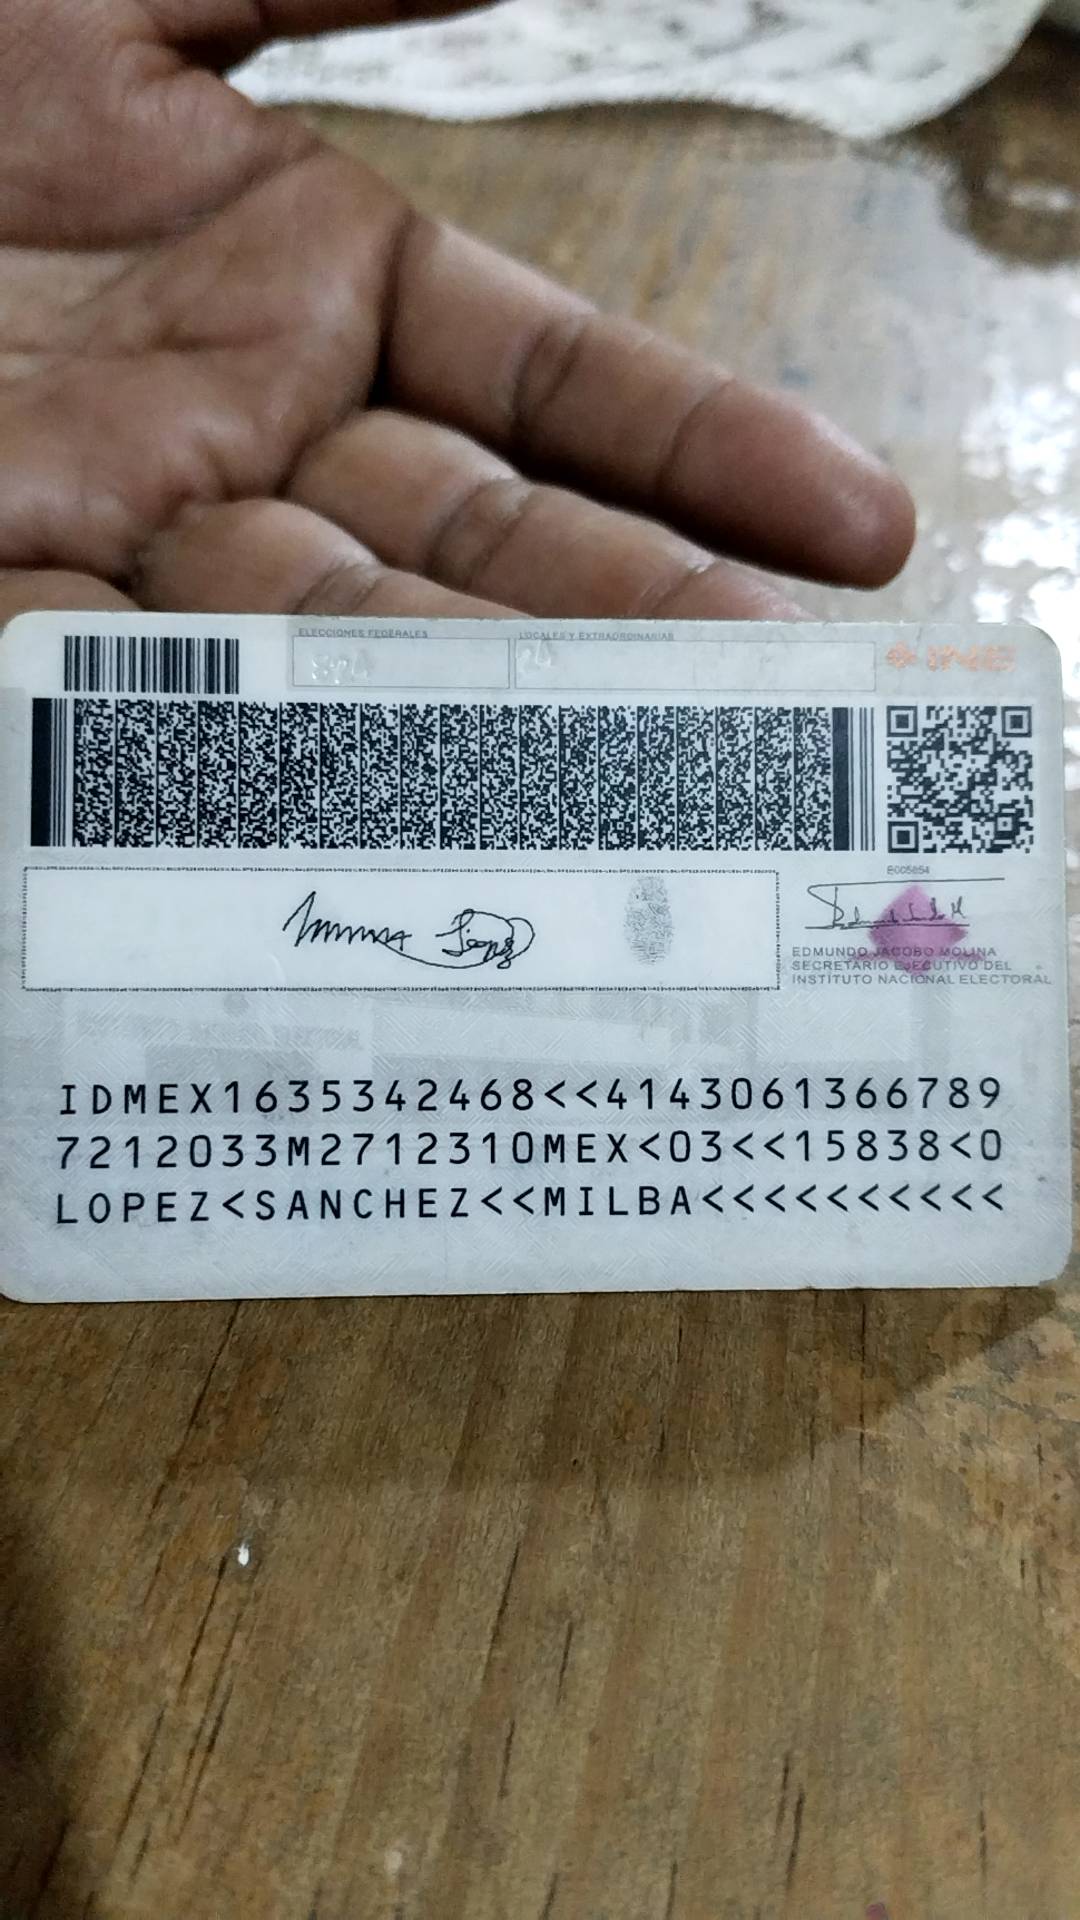 ELECCIONES FEDERALES
LOCALES Y EXTRAORDINARIAS
INE
E005854
EDMUNDO JACOBO MOLINA
SECRETARIO EJECUTIVO DEL
INSTITUTO NACIONAL ELECTORAL
IDMEX1635342468<<4143061366789
7212033M2712310MEX<03<<15838<0
LOPEZ<SANCHEZ<<MILBA<<<<<<<<<<